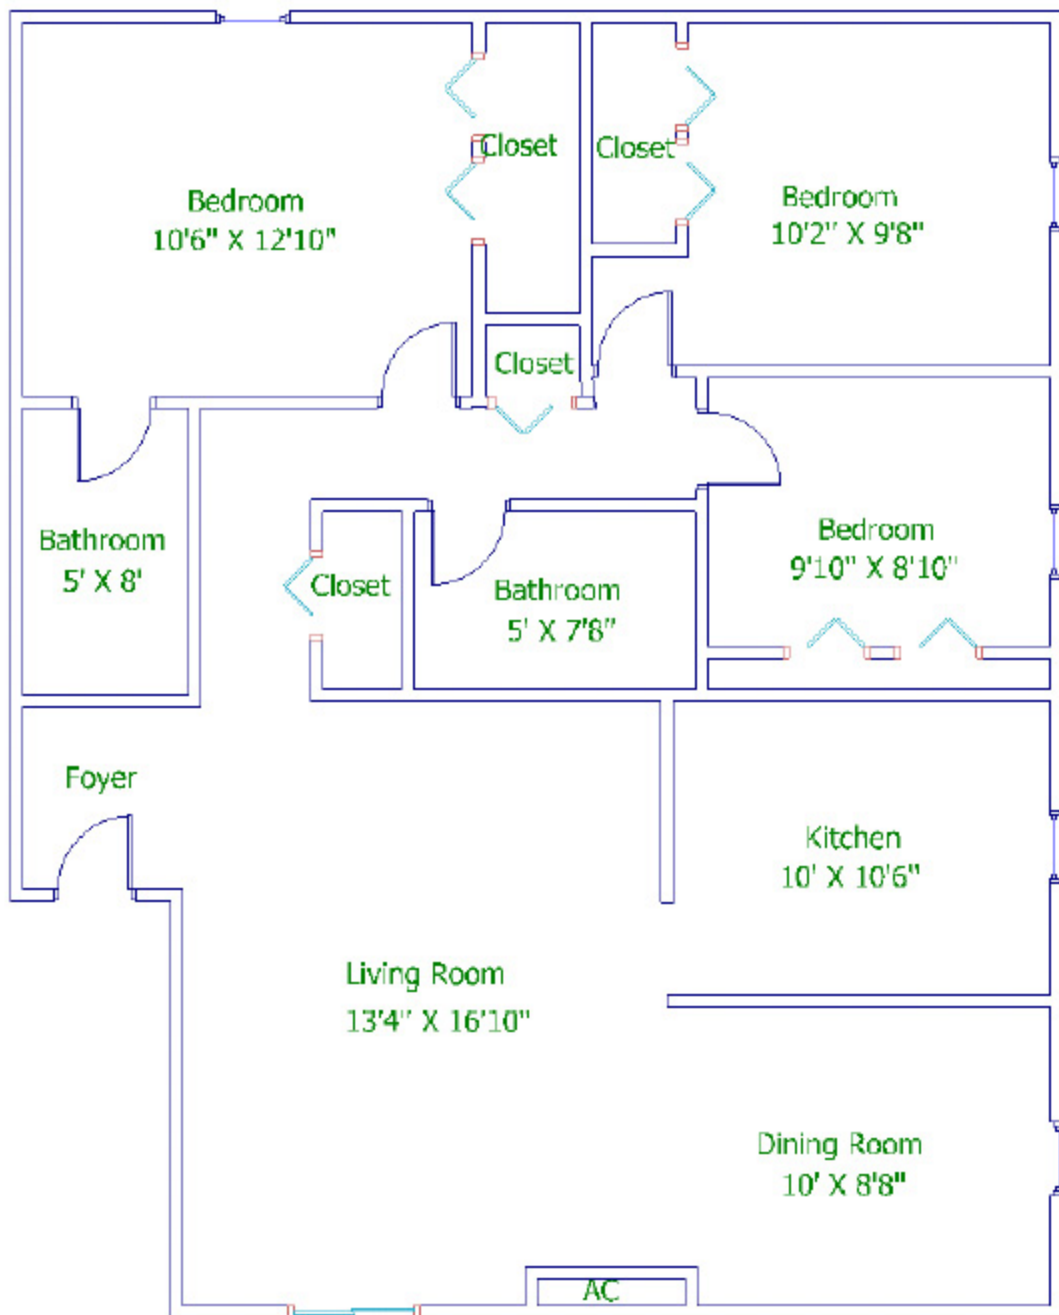 Closet
Closet
Bedroom
10'6" X 12'10"
Bedroom
10'2" X 9'8"
Closet
Bathroom
5' X 8'
Closet
Bathroom
5' X 7'8"
Bedroom
9'10" X 8'10"
Foyer
Kitchen
10' X 10'6"
Living Room
13'4" X 16'10"
Dining Room
10' X 8'8"
AC